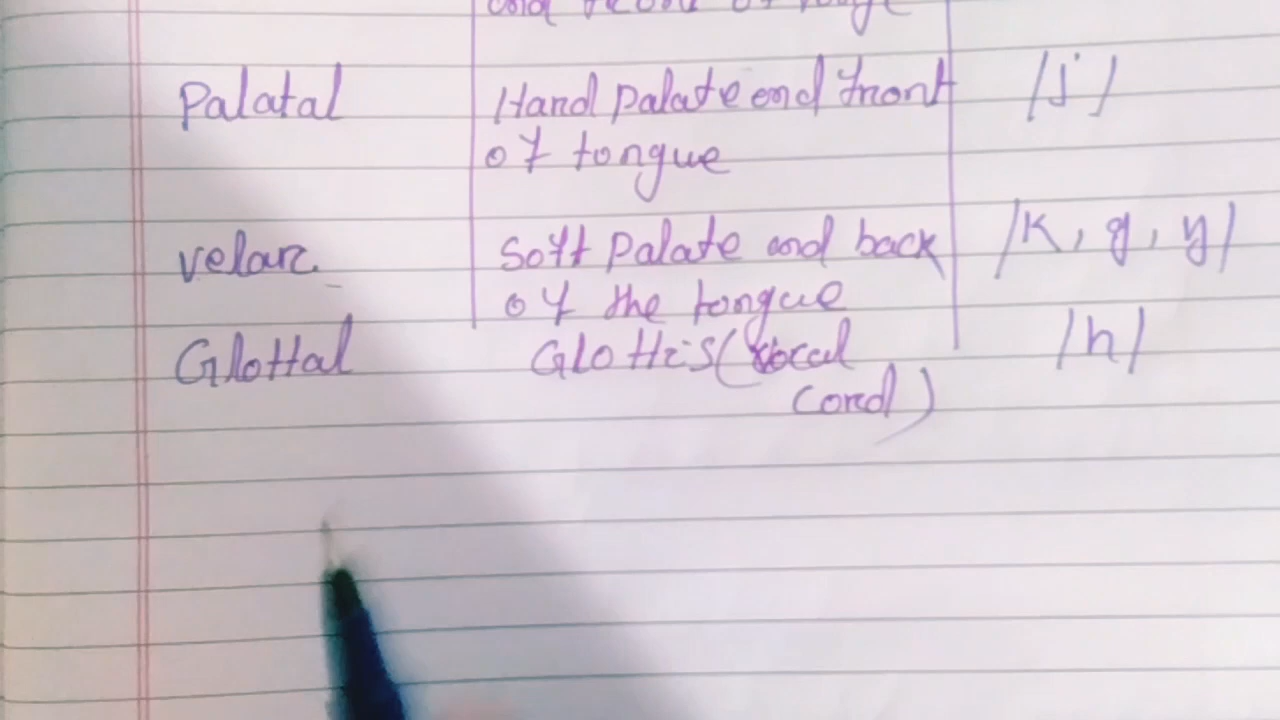 Palatal Hard palate and front /j/
of tongue
velar Soft palate and back /k, g, y/
of the tongue
Glottal Glottis (vocal /h/
cord)